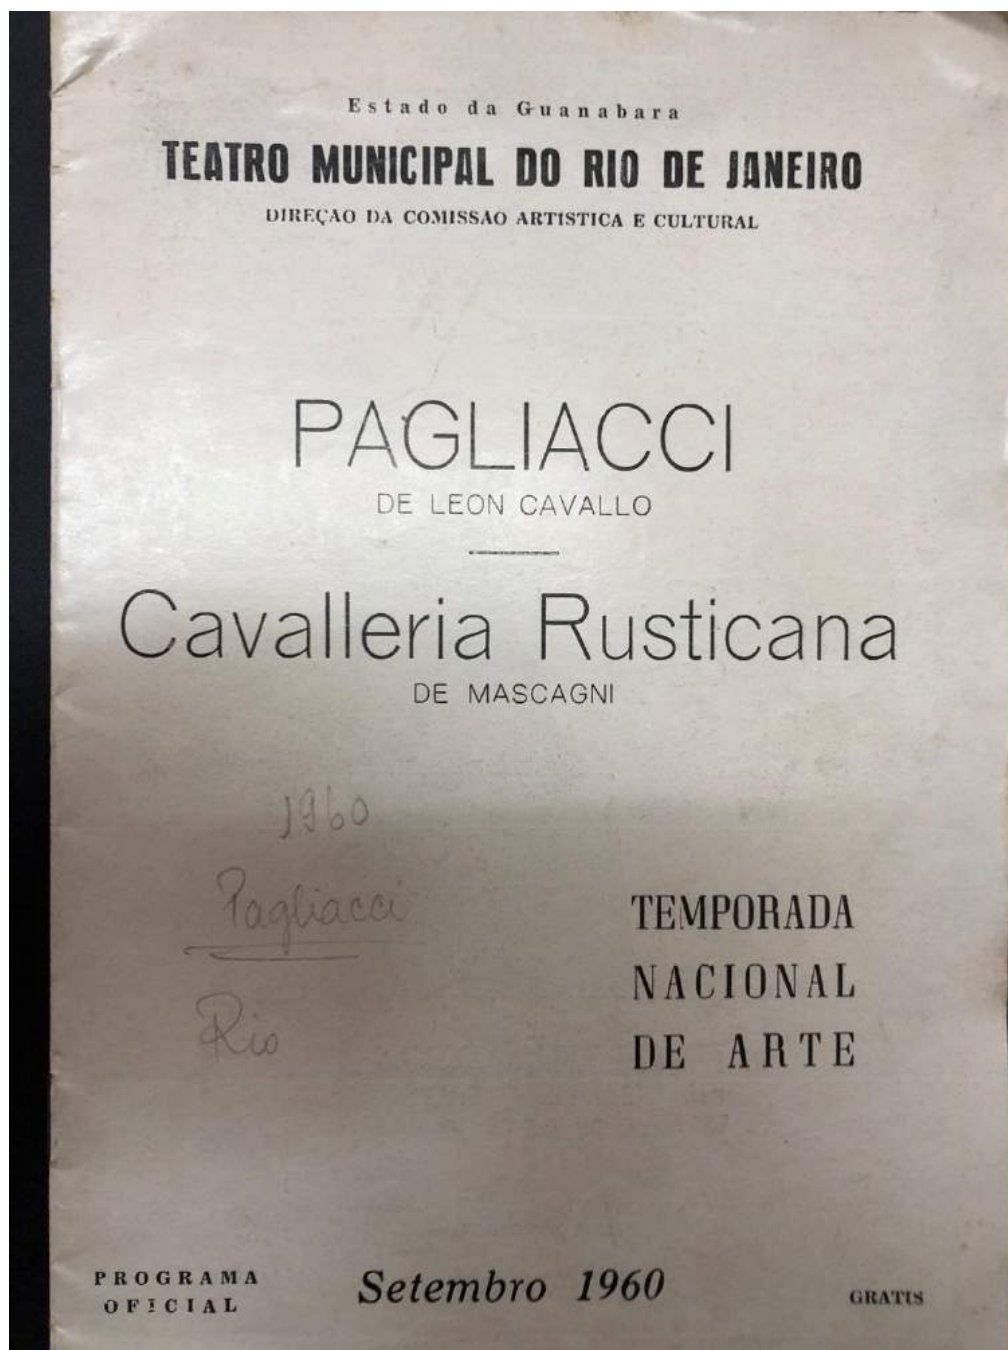 Estado da Guanabara
TEATRO MUNICIPAL DO RIO DE JANEIRO
DIREÇAO DA COMISSAO ARTISTICA E CULTURAL
PAGLIACCI
DE LEON CAVALLO
Cavalleria Rusticana
DE MASCAGNI
1960
Pagliacci
Rio
TEMPORADA
NACIONAL
DE ARTE
PROGRAMA
OFICIAL
Setembro 1960
GRATIS